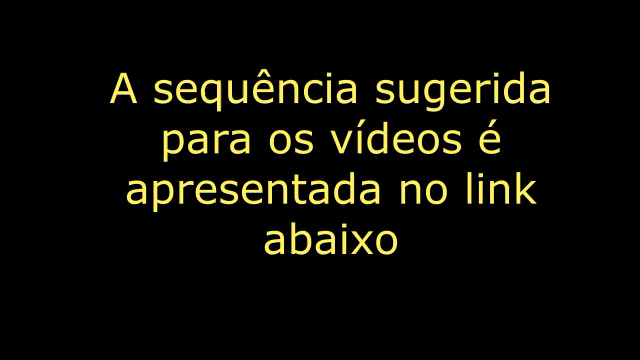 A sequência sugerida
para os vídeos é
apresentada no link
abaixo